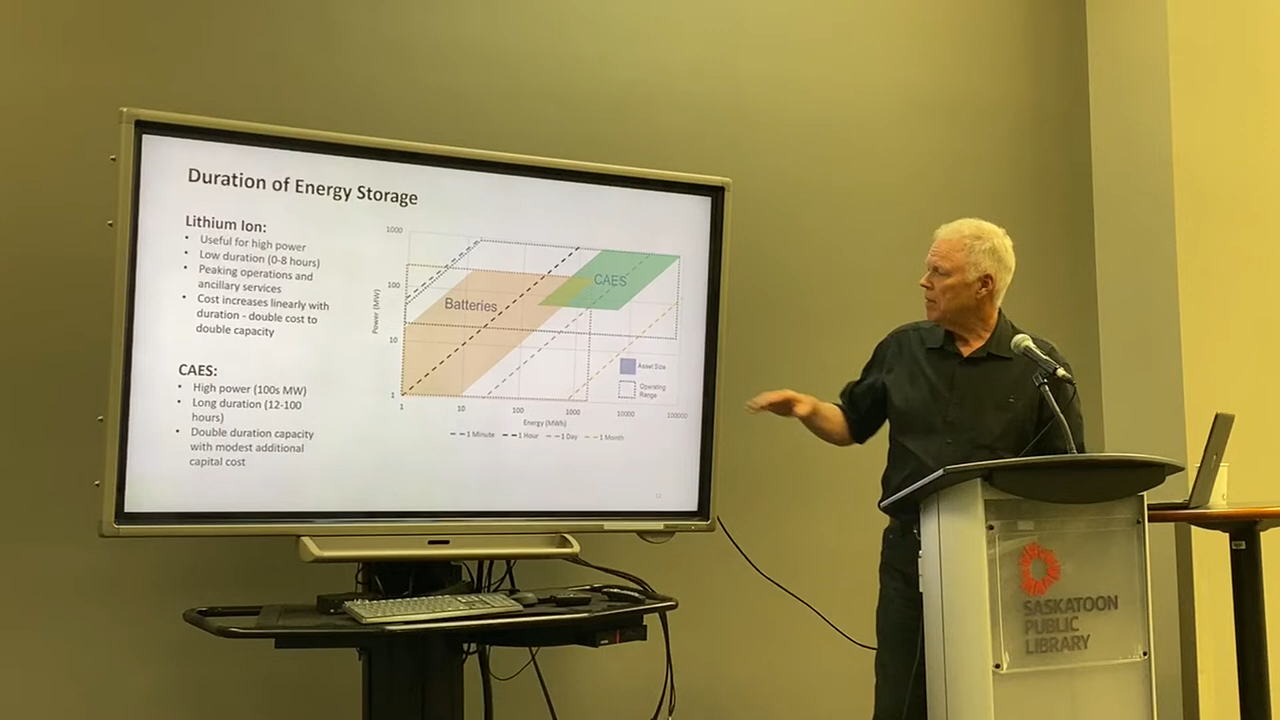 Duration of Energy Storage
Lithium Ion:
• Useful for high power
• Low duration (0-8 hours)
• Peaking operations and
ancillary services
• Cost increases linearly with
duration - double cost to
double capacity
CAES:
• High power (100s MW)
• Long duration (12-100
hours)
• Double duration capacity
with modest additional
capital cost
1000
100
10
1
Power (MW)
Batteries
CAES
Asset Size
Operating
Range
1 10 100 1000 10000 100000
Energy (MWh)
1 Minute 1 Hour 1 Day 1 Month
12
SASKATOON
PUBLIC
LIBRARY